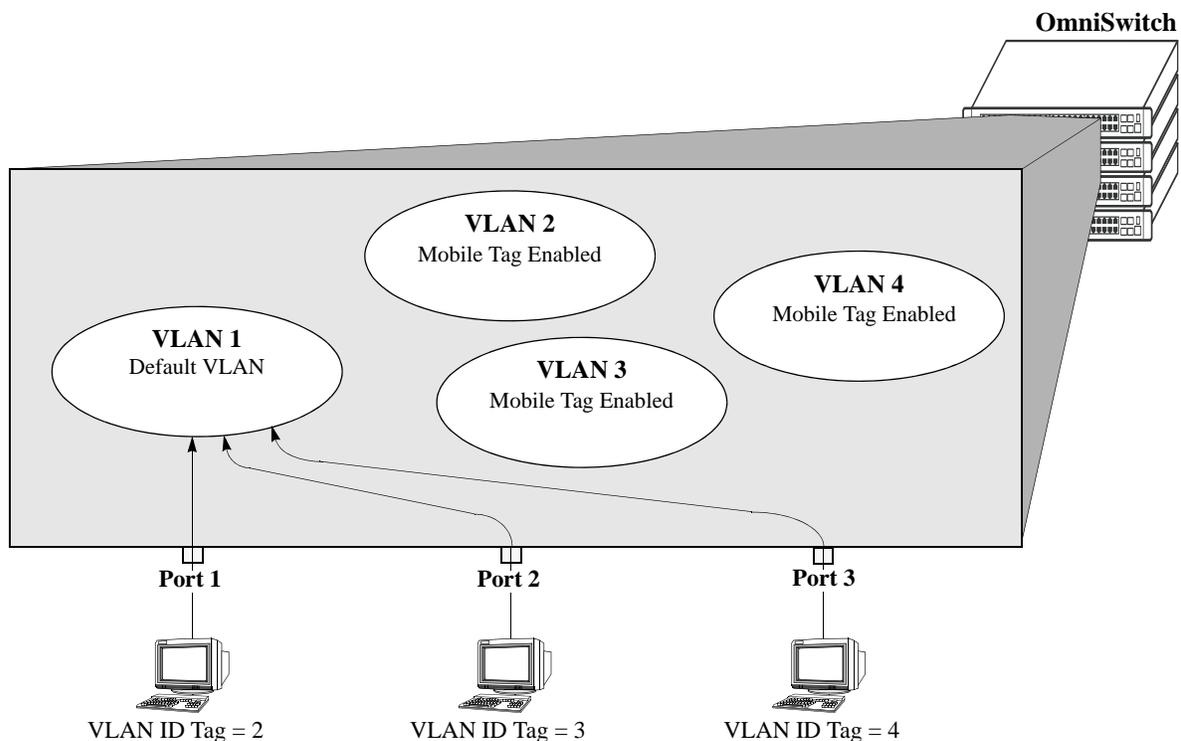 OmniSwitch
VLAN 2
Mobile Tag Enabled
VLAN 4
Mobile Tag Enabled
VLAN 1
Default VLAN
VLAN 3
Mobile Tag Enabled
Port 1
Port 2
Port 3
VLAN ID Tag = 2
VLAN ID Tag = 3
VLAN ID Tag = 4